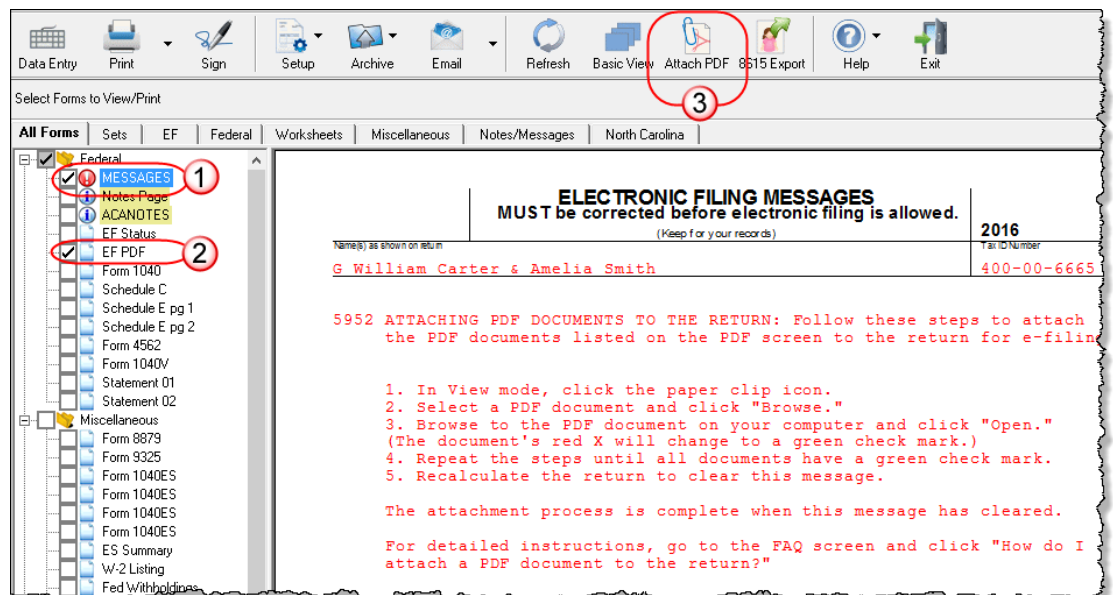 Data Entry Print Sign Setup Archive Email Refresh Basic View Attach PDF 8615 Export Help Exit
3
Select Forms to View/Print
All Forms Sets EF Federal Worksheets Miscellaneous Notes/Messages North Carolina
Federal
MESSAGES
1
Notes Page
ACANOTES
EF Status
EF PDF
2
Form 1040
Schedule C
Schedule E pg 1
Schedule E pg 2
Form 4562
Form 1040V
Statement 01
Statement 02
Miscellaneous
Form 8879
Form 9325
Form 1040ES
Form 1040ES
Form 1040ES
Form 1040ES
ES Summary
W-2 Listing
Fed Withholdings
ELECTRONIC FILING MESSAGES
MUST be corrected before electronic filing is allowed.
(Keep for your records)
2016
Name(s) as shown on return
Tax ID Number
G William Carter & Amelia Smith
400-00-6665
5952 ATTACHING PDF DOCUMENTS TO THE RETURN: Follow these steps to attach
the PDF documents listed on the PDF screen to the return for e-filin
1. In View mode, click the paper clip icon.
2. Select a PDF document and click "Browse."
3. Browse to the PDF document on your computer and click "Open."
(The document's red X will change to a green check mark.)
4. Repeat the steps until all documents have a green check mark.
5. Recalculate the return to clear this message.
The attachment process is complete when this message has cleared.
For detailed instructions, go to the FAQ screen and click "How do I
attach a PDF document to the return?"